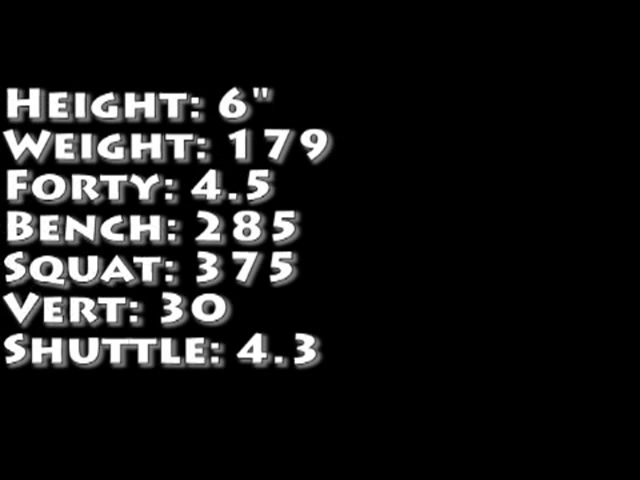 Height: 6"
Weight: 179
Forty: 4.5
Bench: 285
Squat: 375
Vert: 30
Shuttle: 4.3